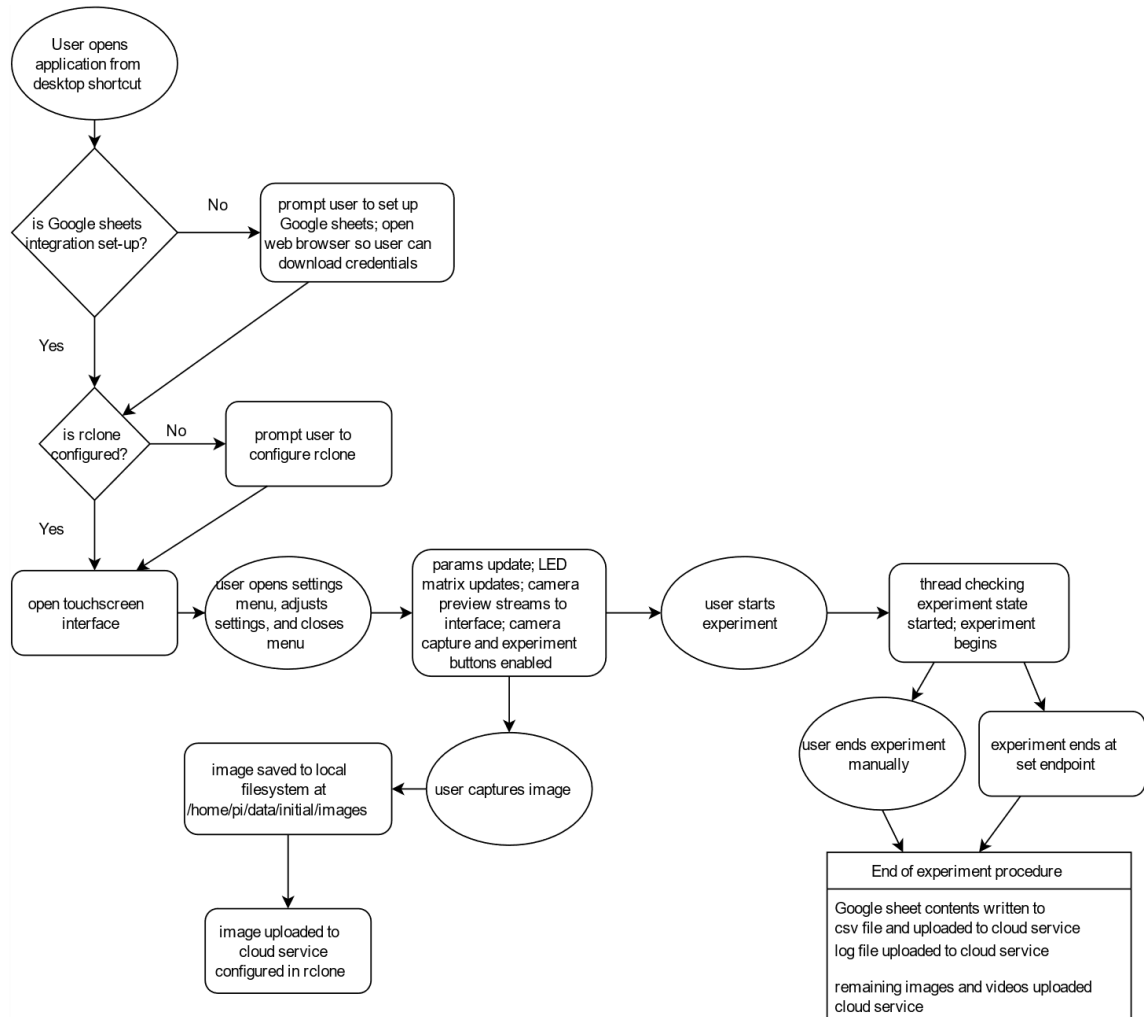 User opens
application from
desktop shortcut
is Google sheets
integration set-up?
No
prompt user to set up
Google sheets; open
web browser so user can
download credentials
Yes
is rclone
configured?
No
prompt user to
configure rclone
Yes
open touchscreen
interface
user opens settings
menu, adjusts
settings, and closes
menu
params update; LED
matrix updates; camera
preview streams to
interface; camera
capture and experiment
buttons enabled
user starts
experiment
thread checking
experiment state
started; experiment
begins
image saved to local
filesystem at
/home/pi/data/initial/images
user captures image
user ends experiment
manually
experiment ends at
set endpoint
image uploaded to
cloud service
configured in rclone
End of experiment procedure
Google sheet contents written to
csv file and uploaded to cloud service
log file uploaded to cloud service
remaining images and videos uploaded
cloud service